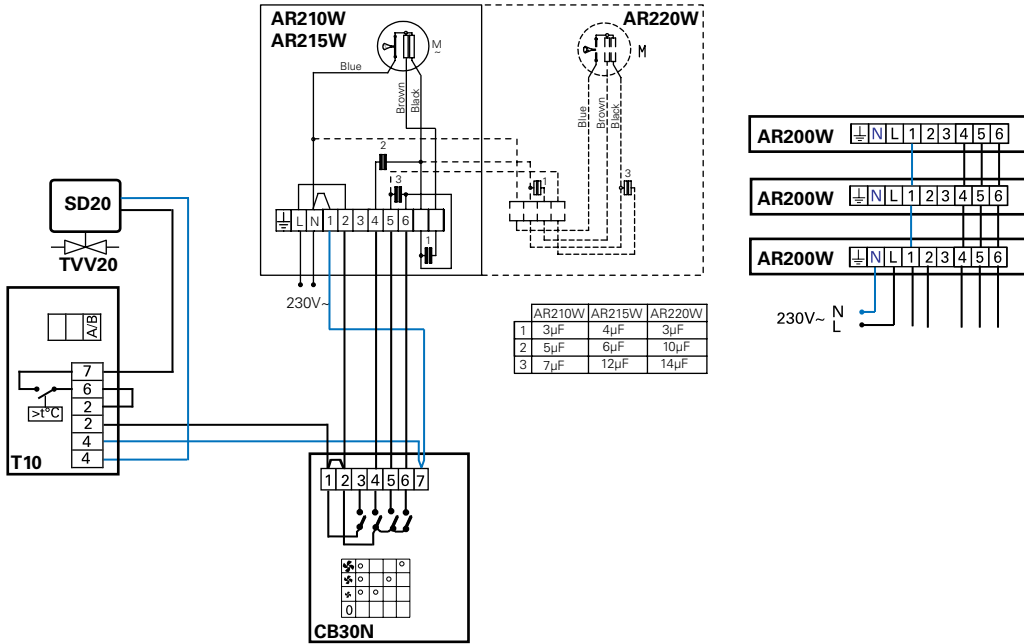 AR210W
AR215W
AR220W
M
~
M
Blue
Brown
Black
Blue
Brown
Black
2
3
1
1
3
L N 1 2 3 4 5 6
230V~
SD20
TVV20
A/B
7
6
2
2
4
4
>t°C
T10
AR210W AR215W AR220W
1 3µF 4µF 3µF
2 5µF 6µF 10µF
3 7µF 12µF 14µF
AR200W N L 1 2 3 4 5 6
AR200W N L 1 2 3 4 5 6
AR200W N L 1 2 3 4 5 6
230V~ N
L
1 2 3 4 5 6 7
0
CB30N